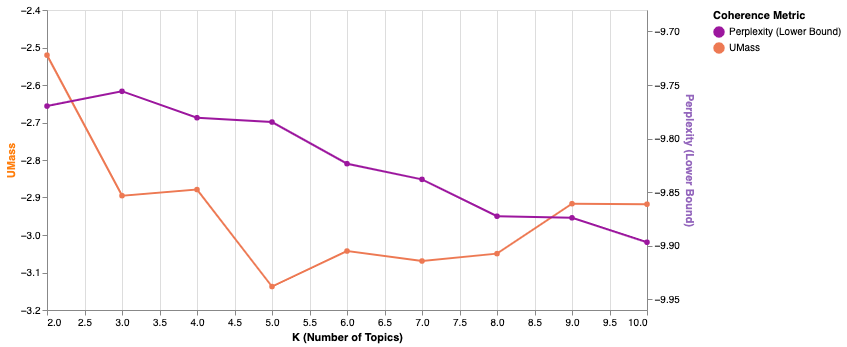 −2.4
−2.5
−2.6
−2.7
−2.8
−2.9
−3.0
−3.1
−3.2
UMass
−9.70
−9.75
−9.80
−9.85
−9.90
−9.95
Perplexity (Lower Bound)
2.0 2.5 3.0 3.5 4.0 4.5 5.0 5.5 6.0 6.5 7.0 7.5 8.0 8.5 9.0 9.5 10.0
K (Number of Topics)
Coherence Metric
Perplexity (Lower Bound)
UMass